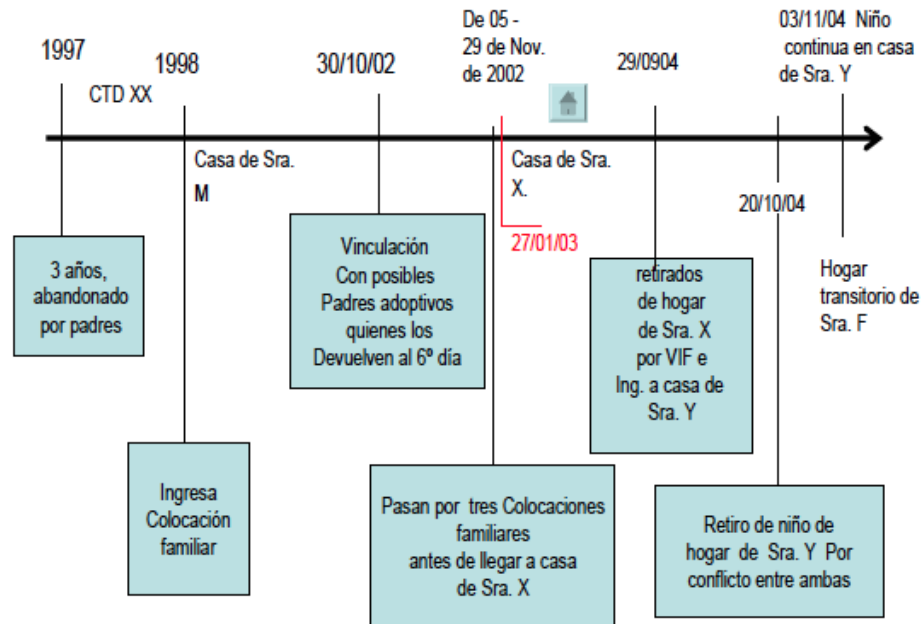 1997
CTD XX
1998
30/10/02
De 05 -
29 de Nov.
de 2002
29/0904
03/11/04 Niño
continua en casa
de Sra. Y
Casa de Sra.
M
Casa de Sra.
X.
27/01/03
20/10/04
Hogar
transitorio de
Sra. F
3 años,
abandonado
por padres
Vinculación
Con posibles
Padres adoptivos
quienes los
Devuelven al 6º día
retirados
de hogar
de Sra. X
por VIF e
Ing. a casa de
Sra. Y
Ingresa
Colocación
familiar
Pasan por tres Colocaciones
familiares
antes de llegar a casa
de Sra. X
Retiro de niño de
hogar de Sra. Y Por
conflicto entre ambas